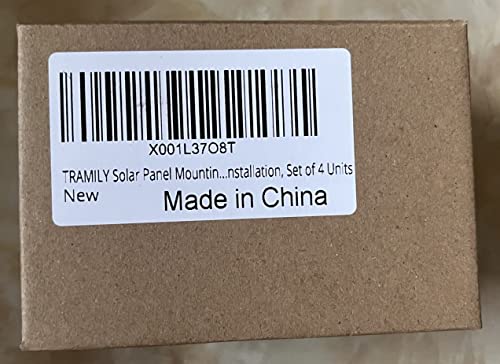 X001L37O8T
TRAMILY Solar Panel Mountin...nstallation, Set of 4 Units
New
Made in China